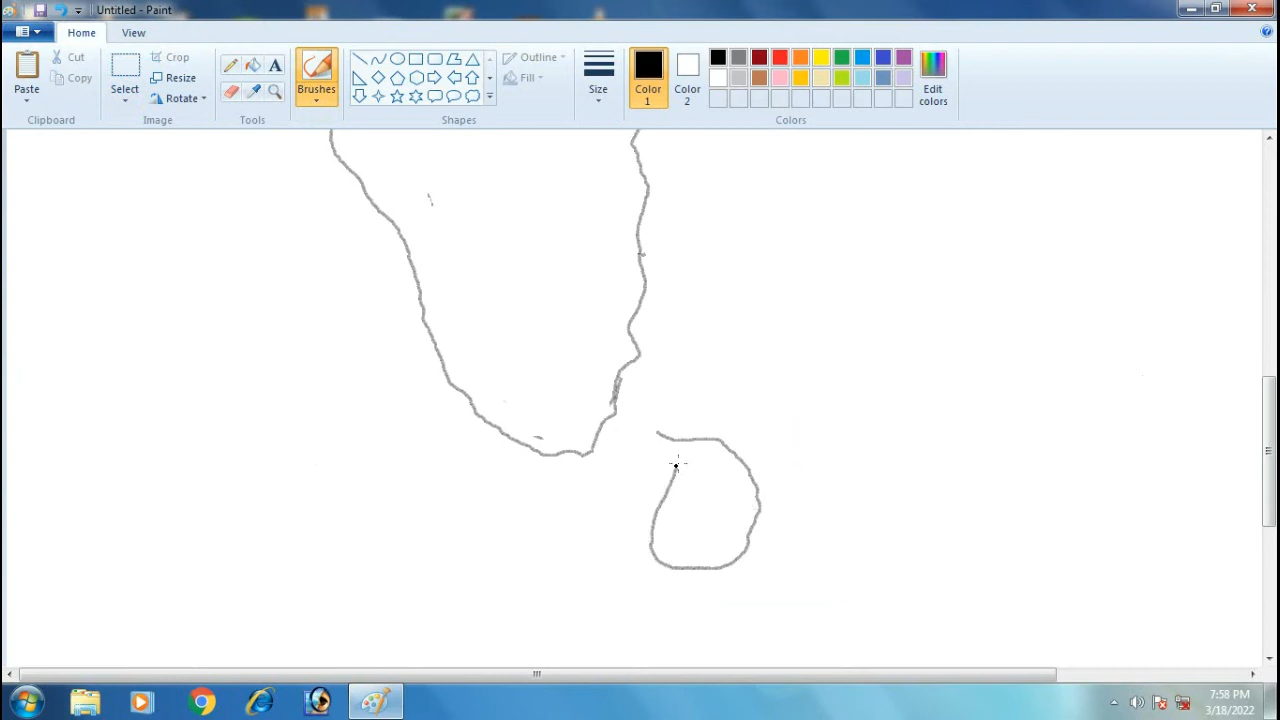 Untitled - Paint
Home View
Paste
Cut
Copy
Clipboard
Select
Crop
Resize
Rotate
Image
A
Tools
Brushes
Outline
Fill
Shapes
Size
Color 1
Color 2
Edit colors
Colors
7:58 PM
3/18/2022